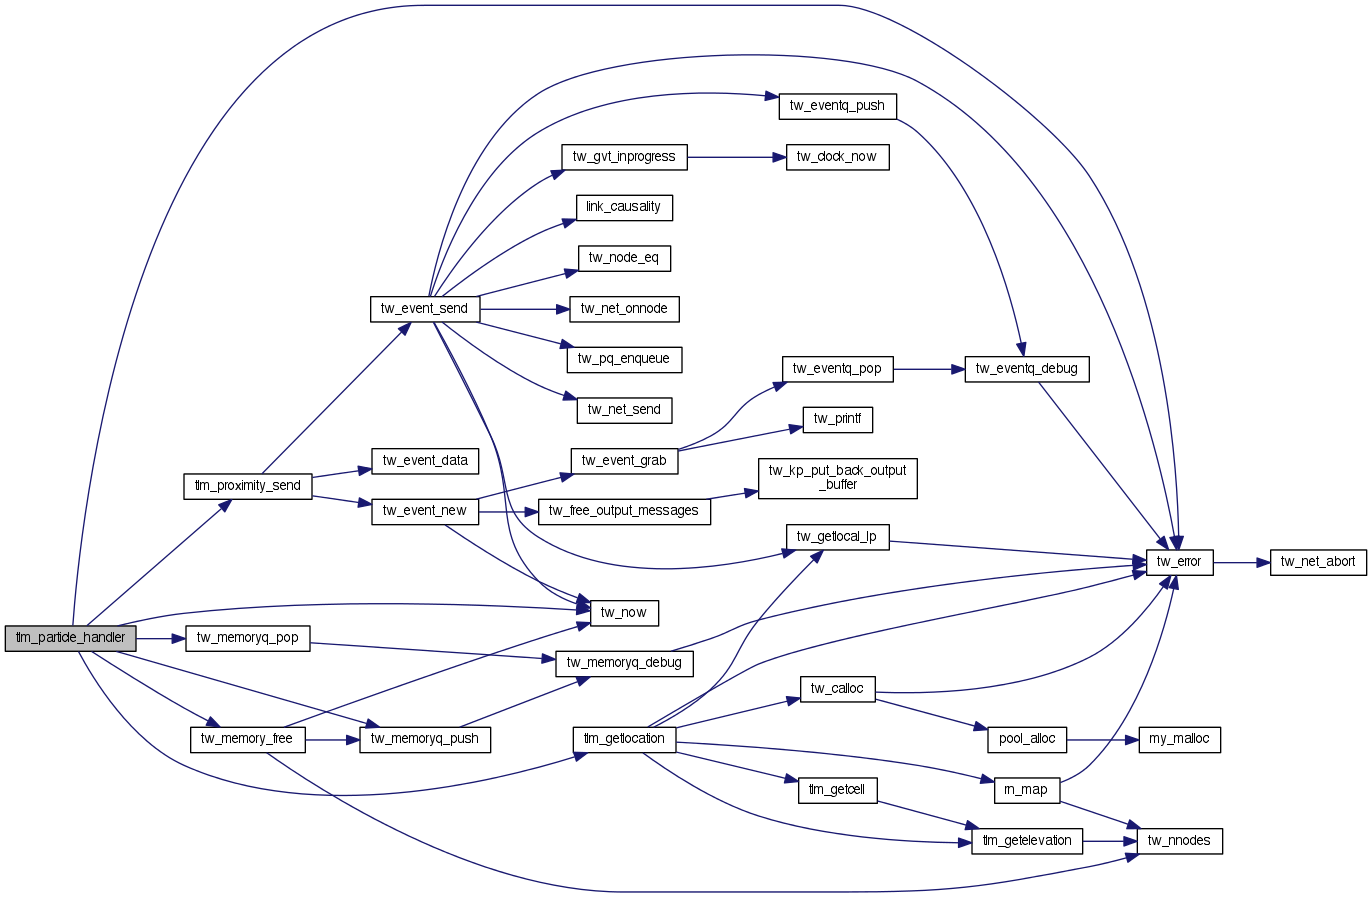 tw_eventq_push
tw_gvt_inprogress
tw_clock_now
link_causality
tw_node_eq
tw_event_send
tw_net_onnode
tw_pq_enqueue
tw_eventq_pop
tw_eventq_debug
tw_net_send
tw_printf
tw_event_data
tw_event_grab
tw_kp_put_back_output
_buffer
tlm_proximity_send
tw_event_new
tw_free_output_messages
tw_getlocal_lp
tw_error
tw_net_abort
tw_now
tlm_particle_handler
tw_memoryq_pop
tw_memoryq_debug
tw_calloc
tw_memory_free
tw_memoryq_push
tlm_getlocation
pool_alloc
my_malloc
tlm_getcell
rn_map
tlm_getelevation
tw_nnodes